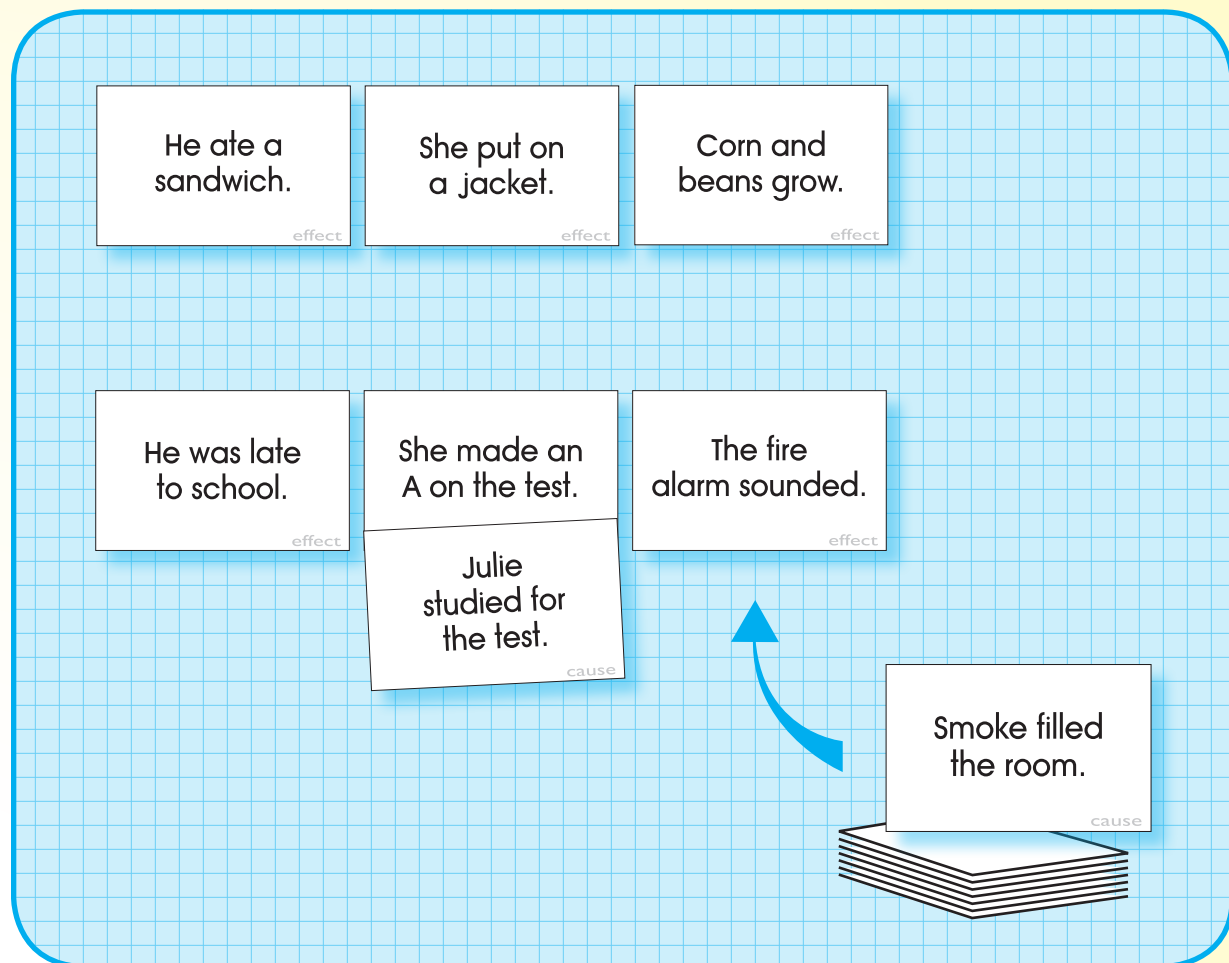 He ate a
sandwich.
effect
She put on
a jacket.
effect
Corn and
beans grow.
effect
He was late
to school.
effect
She made an
A on the test.
Julie
studied for
the test.
cause
The fire
alarm sounded.
effect
Smoke filled
the room.
cause